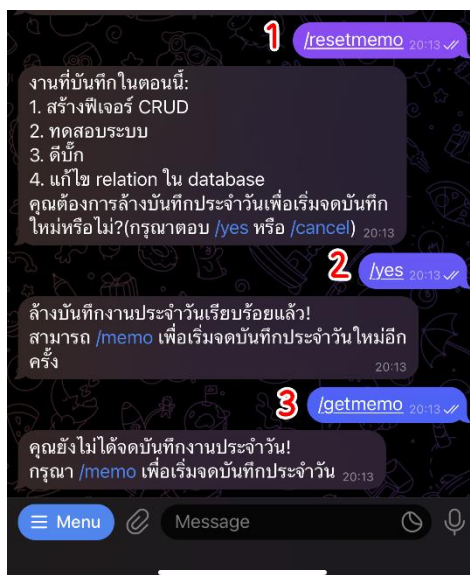 1
/resetmemo 20:13
งานที่บันทึกในตอนนี้:
1. สร้างฟีเจอร์ CRUD
2. ทดสอบระบบ
3. ดีบั๊ก
4. แก้ไข relation ใน database
คุณต้องการล้างบันทึกประจำวันเพื่อเริ่มจดบันทึก
ใหม่หรือไม่?(กรุณาตอบ /yes หรือ /cancel) 20:13
2
/yes 20:13
ล้างบันทึกงานประจำวันเรียบร้อยแล้ว!
สามารถ /memo เพื่อเริ่มจดบันทึกประจำวันใหม่อีก
ครั้ง 20:13
3
/getmemo 20:13
คุณยังไม่ได้จดบันทึกงานประจำวัน!
กรุณา /memo เพื่อเริ่มจดบันทึกประจำวัน 20:13
Menu Message